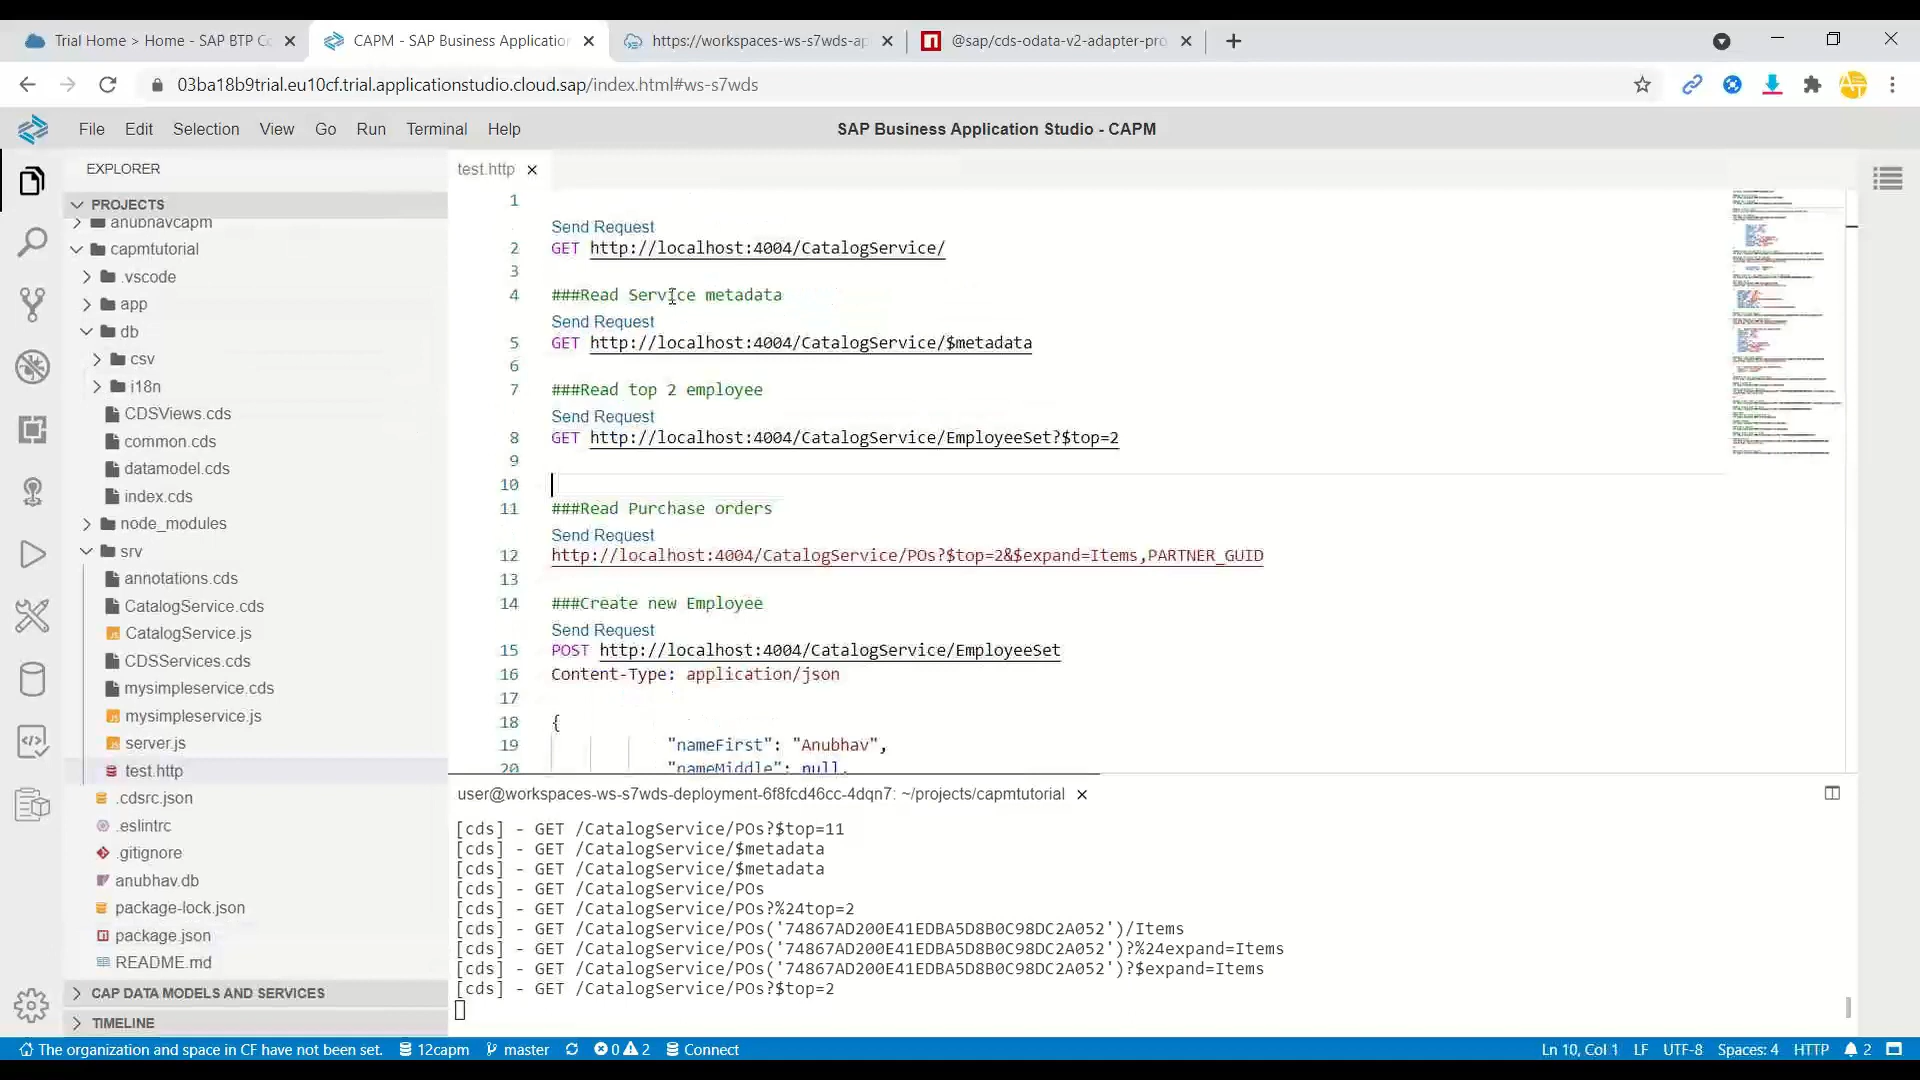 Trial Home > Home - SAP BTP Co
CAPM - SAP Business Application
https://workspaces-ws-s7wds-ap
@sap/cds-odata-v2-adapter-pro
03ba18b9trial.eu10cf.trial.applicationstudio.cloud.sap/index.html#ws-s7wds
File Edit Selection View Go Run Terminal Help
SAP Business Application Studio - CAPM
EXPLORER
PROJECTS
anubhavcapm
capmtutorial
.vscode
app
db
csv
i18n
CDSViews.cds
common.cds
datamodel.cds
index.cds
node_modules
srv
annotations.cds
CatalogService.cds
CatalogService.js
CDSServices.cds
mysimpleservice.cds
mysimpleservice.js
server.js
test.http
.cdsrc.json
.eslintrc
.gitignore
anubhav.db
package-lock.json
package.json
README.md
CAP DATA MODELS AND SERVICES
TIMELINE
test.http
1
Send Request
2 GET http://localhost:4004/CatalogService/
3
4 ###Read Service metadata
Send Request
5 GET http://localhost:4004/CatalogService/$metadata
6
7 ###Read top 2 employee
Send Request
8 GET http://localhost:4004/CatalogService/EmployeeSet?$top=2
9
10
11 ###Read Purchase orders
Send Request
12 http://localhost:4004/CatalogService/POs?$top=2&$expand=Items,PARTNER_GUID
13
14 ###Create new Employee
Send Request
15 POST http://localhost:4004/CatalogService/EmployeeSet
16 Content-Type: application/json
17
18 {
19 "nameFirst": "Anubhav",
20 "nameMiddle": null,
user@workspaces-ws-s7wds-deployment-6f8fcd46cc-4dqn7: ~/projects/capmtutorial
[cds] - GET /CatalogService/POs?$top=11
[cds] - GET /CatalogService/$metadata
[cds] - GET /CatalogService/$metadata
[cds] - GET /CatalogService/POs
[cds] - GET /CatalogService/POs?%24top=2
[cds] - GET /CatalogService/POs('74867AD200E41EDBA5D8B0C98DC2A052')/Items
[cds] - GET /CatalogService/POs('74867AD200E41EDBA5D8B0C98DC2A052')?%24expand=Items
[cds] - GET /CatalogService/POs('74867AD200E41EDBA5D8B0C98DC2A052')?$expand=Items
[cds] - GET /CatalogService/POs?$top=2
The organization and space in CF have not been set. 12capm master 0 2 Connect
Ln 10, Col 1 LF UTF-8 Spaces: 4 HTTP 2